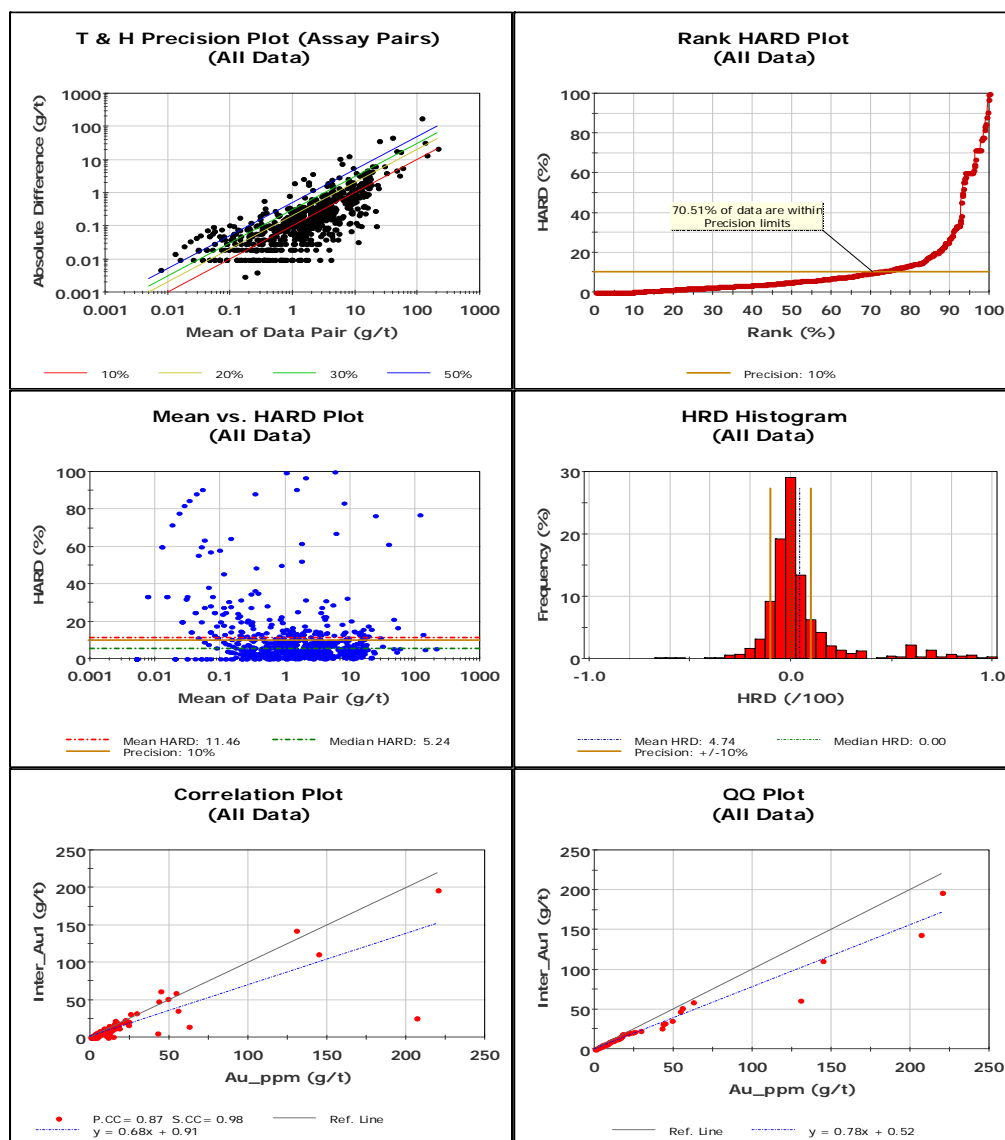 T & H Precision Plot (Assay Pairs)
(All Data)
Absolute Difference (g/t)
1000
100
10
1
0.1
0.01
0.001
0.001 0.01 0.1 1 10 100 1000
Mean of Data Pair (g/t)
10% 20% 30% 50%
Rank HARD Plot
(All Data)
HARD (%)
100
80
60
40
20
0
70.51% of data are within
Precision limits
0 10 20 30 40 50 60 70 80 90 100
Rank (%)
Precision: 10%
Mean vs. HARD Plot
(All Data)
HARD (%)
100
80
60
40
20
0
0.001 0.01 0.1 1 10 100 1000
Mean of Data Pair (g/t)
Mean HARD: 11.46 Median HARD: 5.24
Precision: 10%
HRD Histogram
(All Data)
Frequency (%)
30
20
10
0
-1.0 0.0 1.0
HRD (/100)
Mean HRD: 4.74 Median HRD: 0.00
Precision: +/-10%
Correlation Plot
(All Data)
Inter_Au1 (g/t)
250
200
150
100
50
0
0 50 100 150 200 250
Au_ppm (g/t)
P.CC= 0.87 S.CC= 0.98 Ref. Line
y = 0.68x + 0.91
QQ Plot
(All Data)
Inter_Au1 (g/t)
250
200
150
100
50
0
0 50 100 150 200 250
Au_ppm (g/t)
Ref. Line y = 0.78x + 0.52